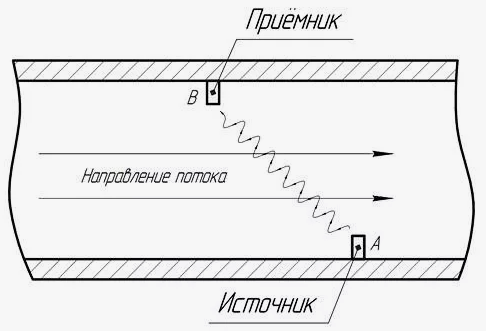 Приёмник
В
Направление потока
А
Источник